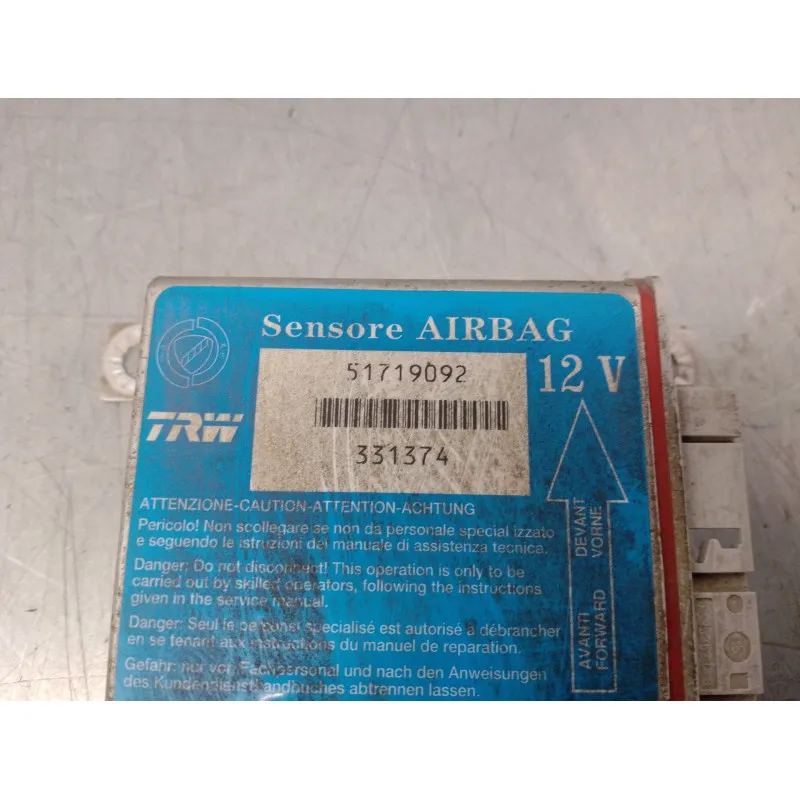 Sensore AIRBAG
51719092
12 V
TRW
331374
ATTENZIONE-CAUTION-ATTENTION-ACHTUNG
Pericolo! Non scollegare se non da personale specializzato
e seguendo le istruzioni del manuale di assistenza tecnica.
Danger: Do not disconnect! This operation is only to be
carried out by skilled operators, following the instructions
given in the service manual.
Danger: Seul le personel specialisé est autorisé à débrancher
en se tenant aux instructions du manuel de reparation.
Gefahr: nur von Fachpersonal und nach den Anweisungen
des Kundendiensthandbuches abtrennen lassen.
AVANTI DEVANT
FORWARD VORNE